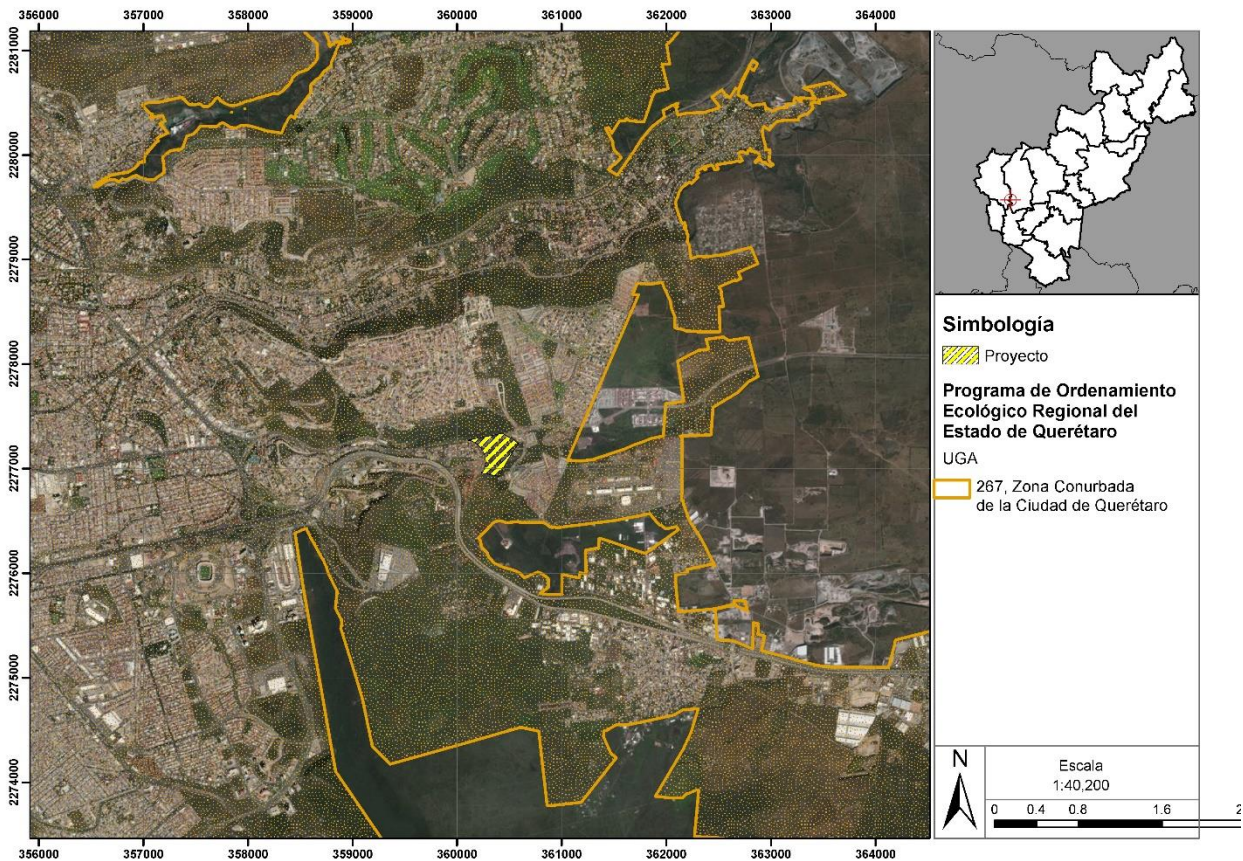 356000 357000 358000 359000 360000 361000 362000 363000 364000
2281000
2280000
2279000
2278000
2277000
2276000
2275000
2274000
Simbología
Proyecto
Programa de Ordenamiento
Ecológico Regional del
Estado de Querétaro
UGA
267, Zona Conurbada
de la Ciudad de Querétaro
N
Escala
1:40,200
0 0.4 0.8 1.6 2
356000 357000 358000 359000 360000 361000 362000 363000 364000